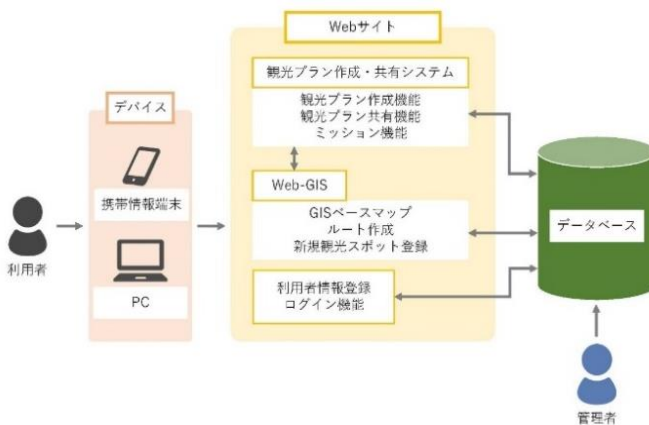 Webサイト
観光プラン作成・共有システム
観光プラン作成機能
観光プラン共有機能
ミッション機能
Web-GIS
GISベースマップ
ルート作成
新規観光スポット登録
利用者情報登録
ログイン機能
デバイス
携帯情報端末
PC
利用者
データベース
管理者